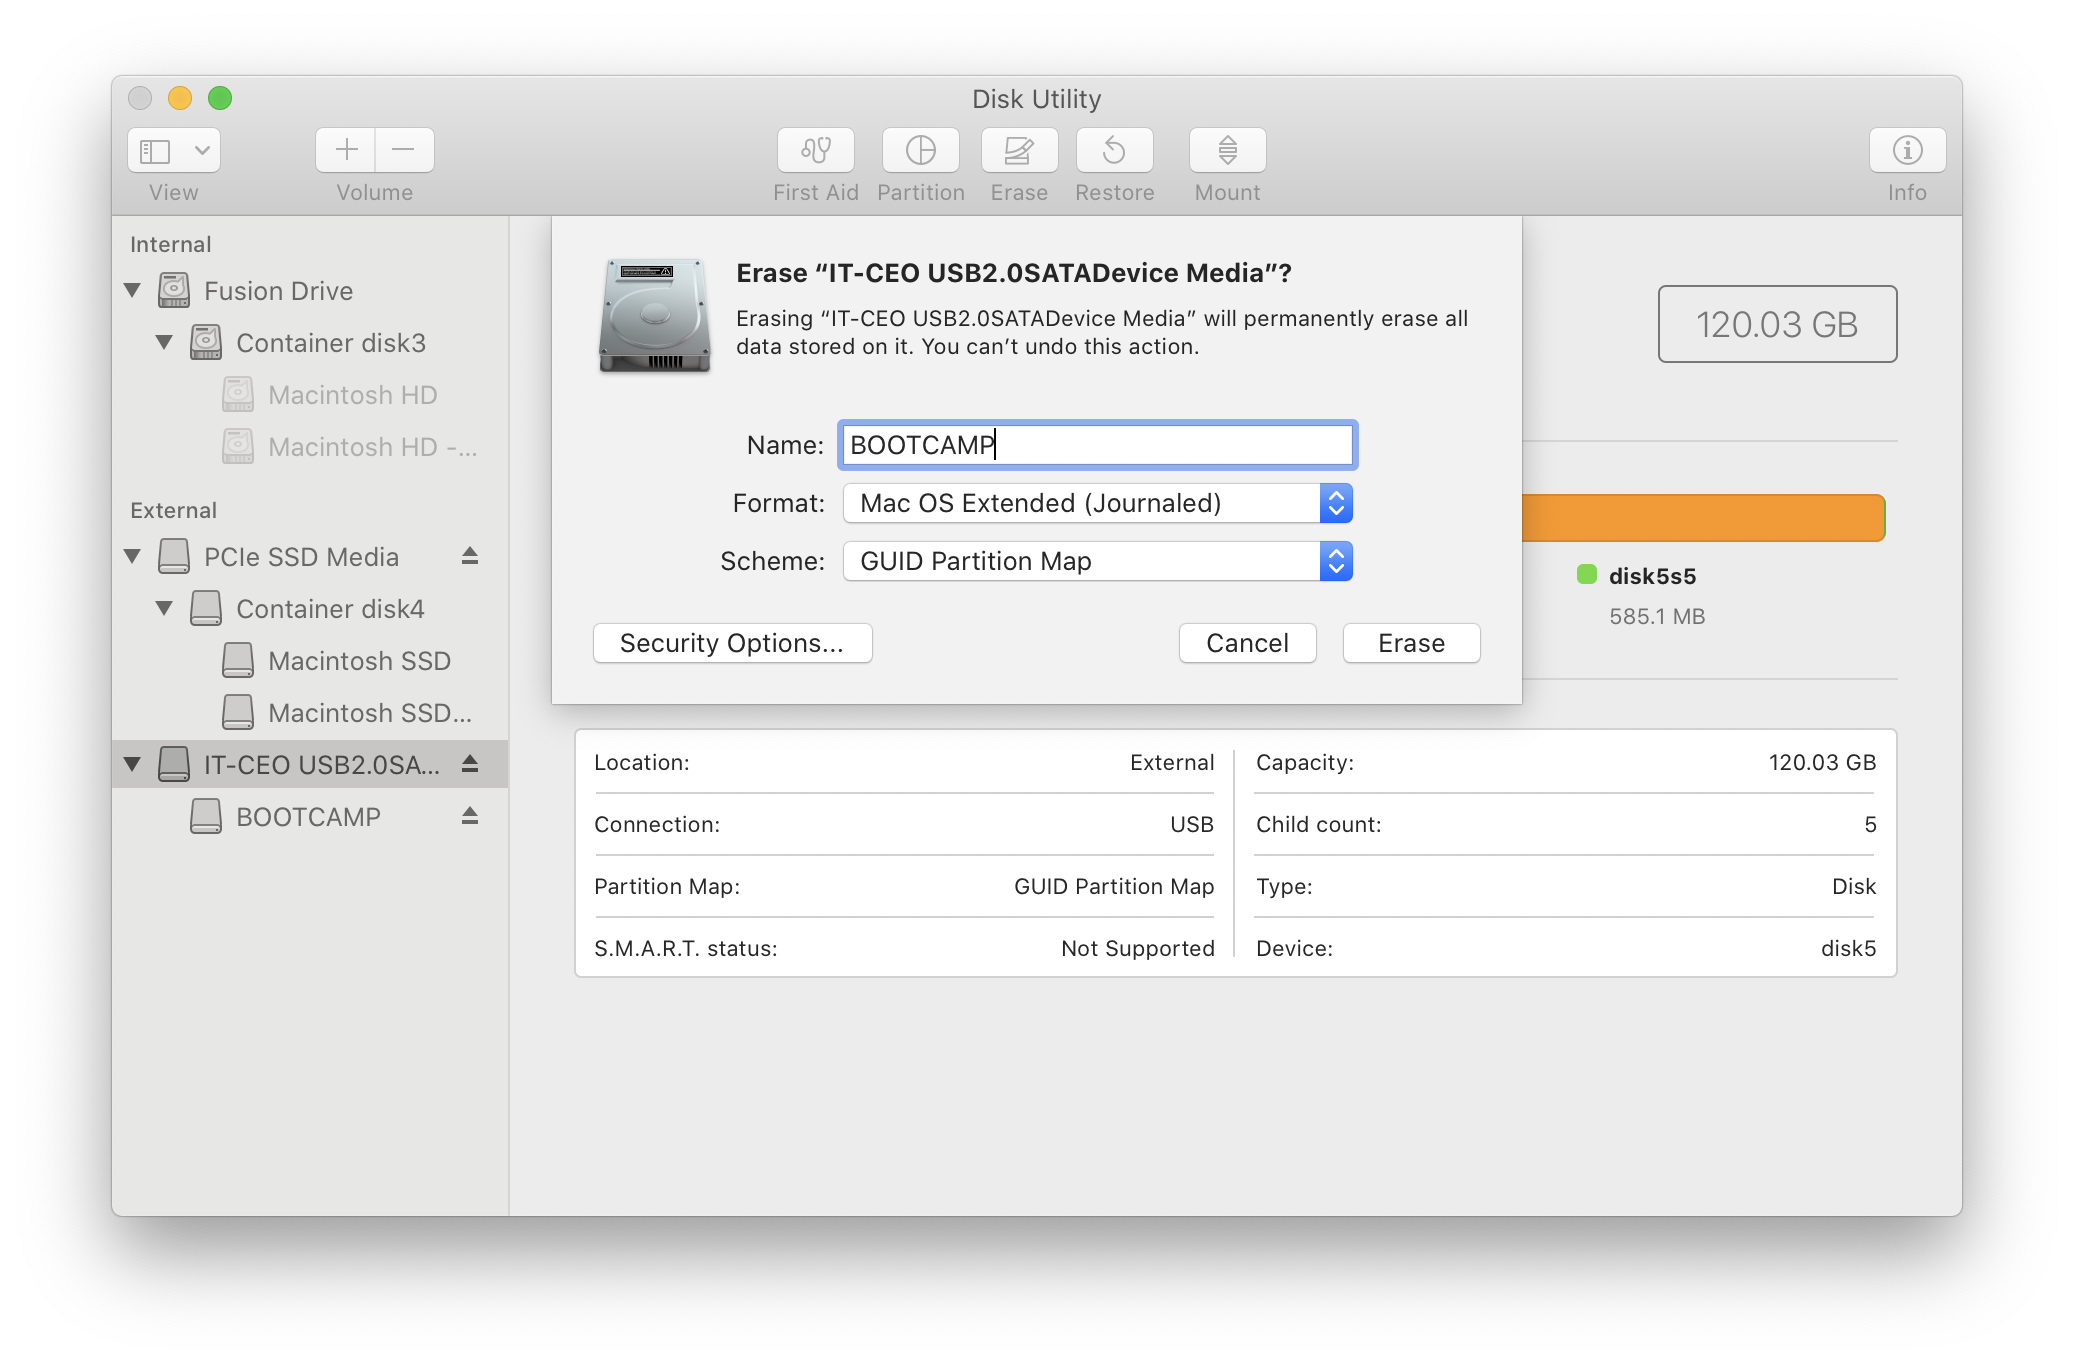 Disk Utility
View
Volume
First Aid
Partition
Erase
Restore
Mount
Info
Internal
Fusion Drive
Container disk3
Macintosh HD
Macintosh HD -...
External
PCIe SSD Media
Container disk4
Macintosh SSD
Macintosh SSD...
IT-CEO USB2.0SA...
BOOTCAMP
Erase “IT-CEO USB2.0SATADevice Media”?
Erasing “IT-CEO USB2.0SATADevice Media” will permanently erase all
data stored on it. You can’t undo this action.
Name: BOOTCAMP
Format: Mac OS Extended (Journaled)
Scheme: GUID Partition Map
Security Options...
Cancel
Erase
120.03 GB
disk5s5
585.1 MB
Location: External
Connection: USB
Partition Map: GUID Partition Map
S.M.A.R.T. status: Not Supported
Capacity: 120.03 GB
Child count: 5
Type: Disk
Device: disk5